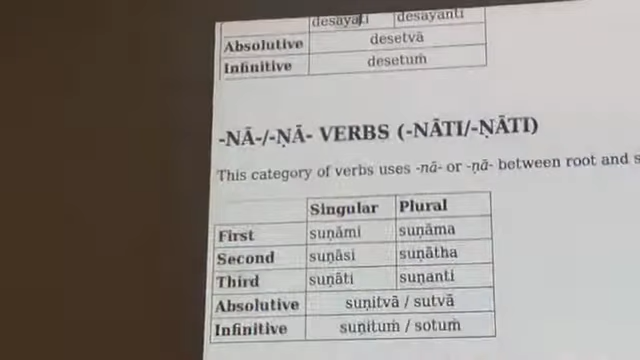 desayati desayanti
Absolutive desetvā
Infinitive desetuṁ
-NĀ-/-ṆĀ- VERBS (-NĀTI/-ṆĀTI)
This category of verbs uses -nā- or -ṇā- between root and
Singular Plural
First suṇāmi suṇāma
Second suṇāsi suṇātha
Third suṇāti suṇanti
Absolutive suṇitvā / sutvā
Infinitive suṇituṁ / sotuṁ